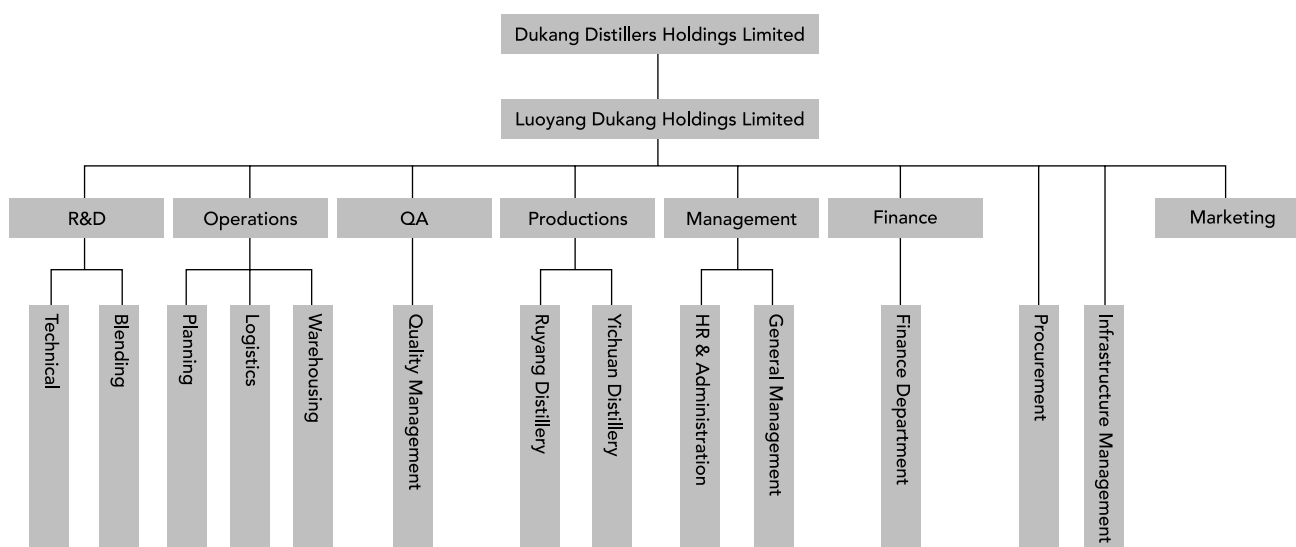 Dukang Distillers Holdings Limited
Luoyang Dukang Holdings Limited
R&D
Operations
QA
Productions
Management
Finance
Marketing
Technical
Blending
Planning
Logistics
Warehousing
Quality Management
Ruyang Distillery
Yichuan Distillery
HR & Administration
General Management
Finance Department
Procurement
Infrastructure Management